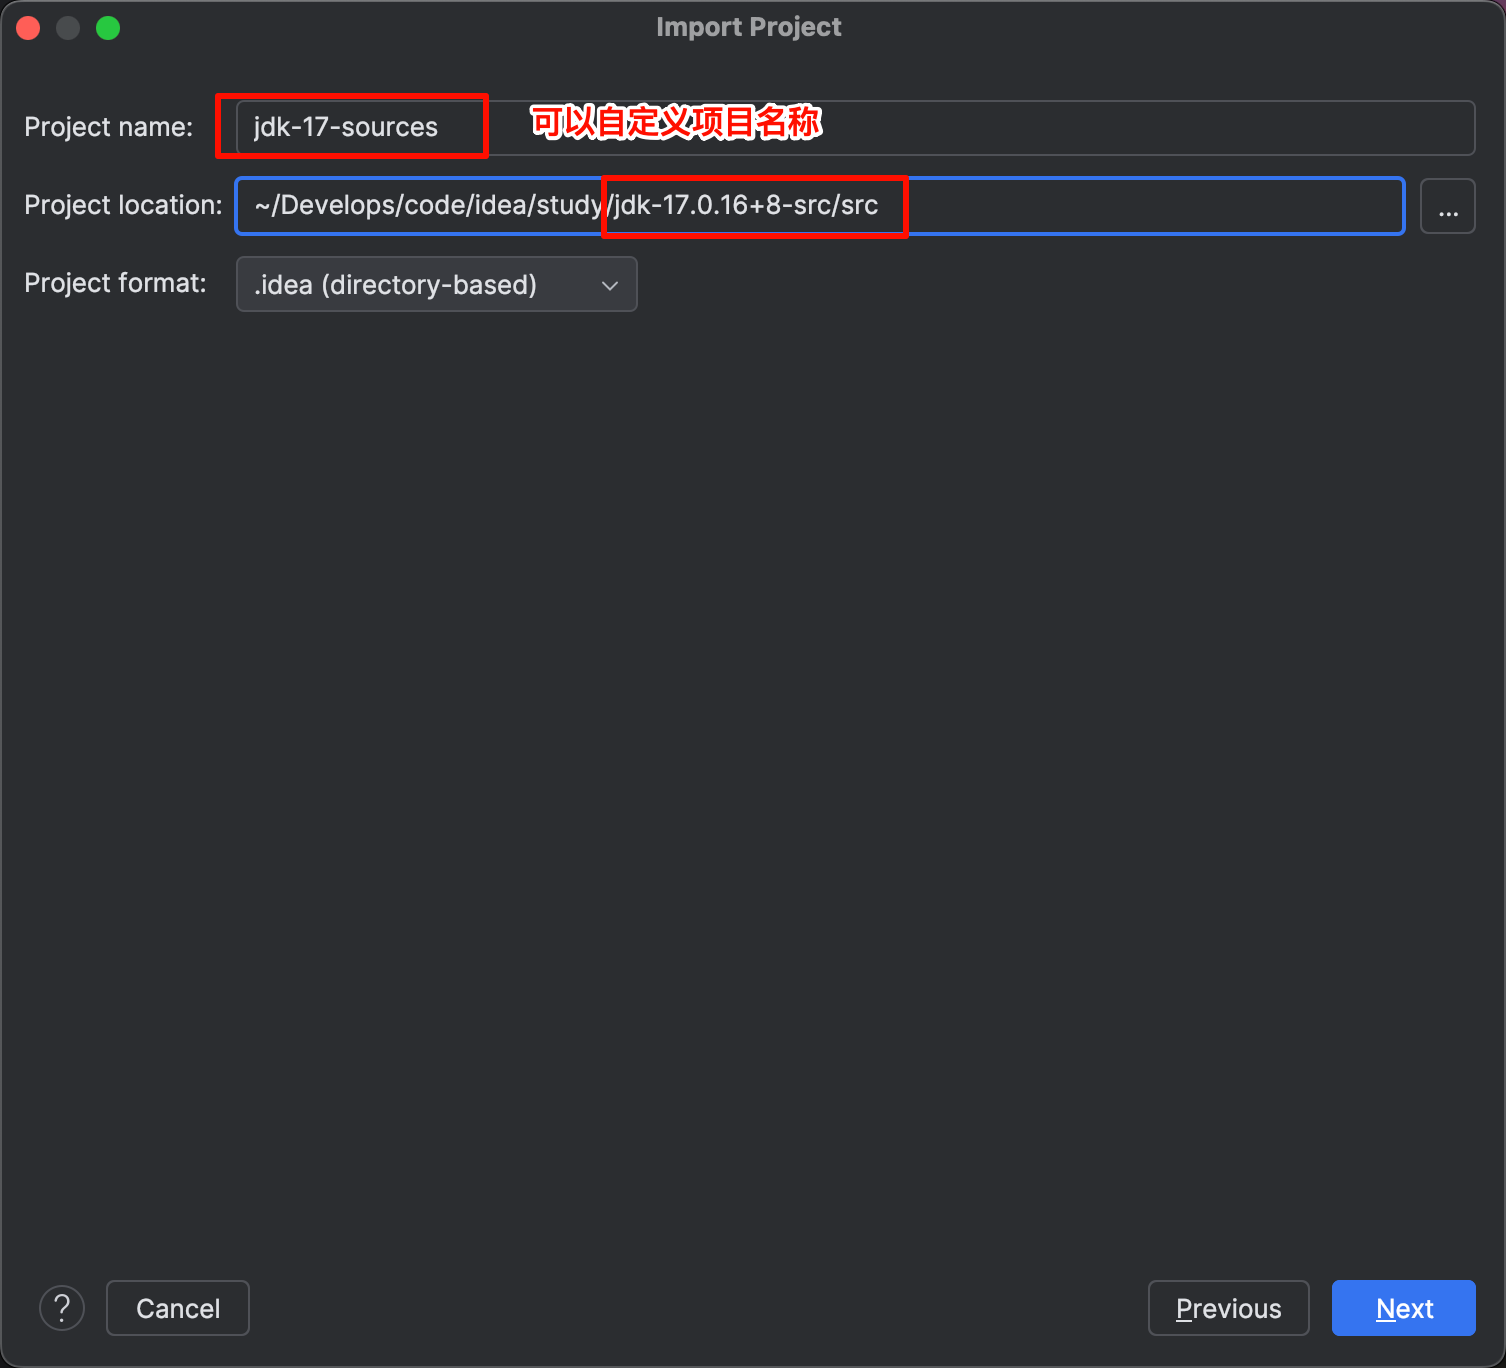 Import Project
Project name: jdk-17-sources 可以自定义项目名称
Project location: ~/Develops/code/idea/study/jdk-17.0.16+8-src/src ...
Project format: .idea (directory-based)
? Cancel Previous Next